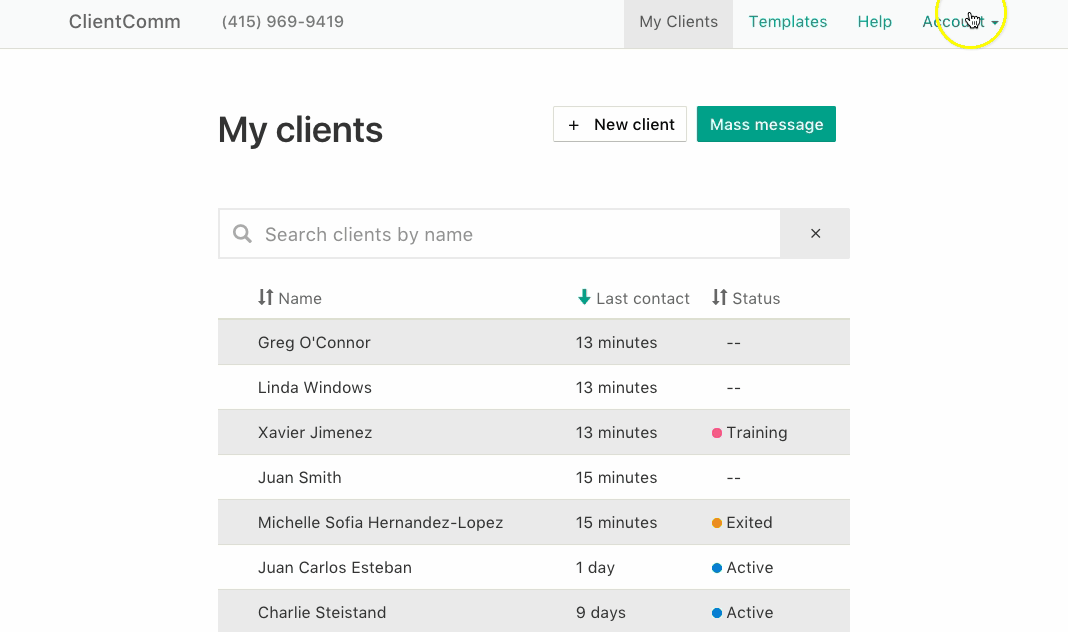 ClientComm (415) 969-9419 My Clients Templates Help Account
My clients
+ New client Mass message
Search clients by name ×
Name Last contact Status
Greg O'Connor 13 minutes --
Linda Windows 13 minutes --
Xavier Jimenez 13 minutes Training
Juan Smith 15 minutes --
Michelle Sofia Hernandez-Lopez 15 minutes Exited
Juan Carlos Esteban 1 day Active
Charlie Steistand 9 days Active